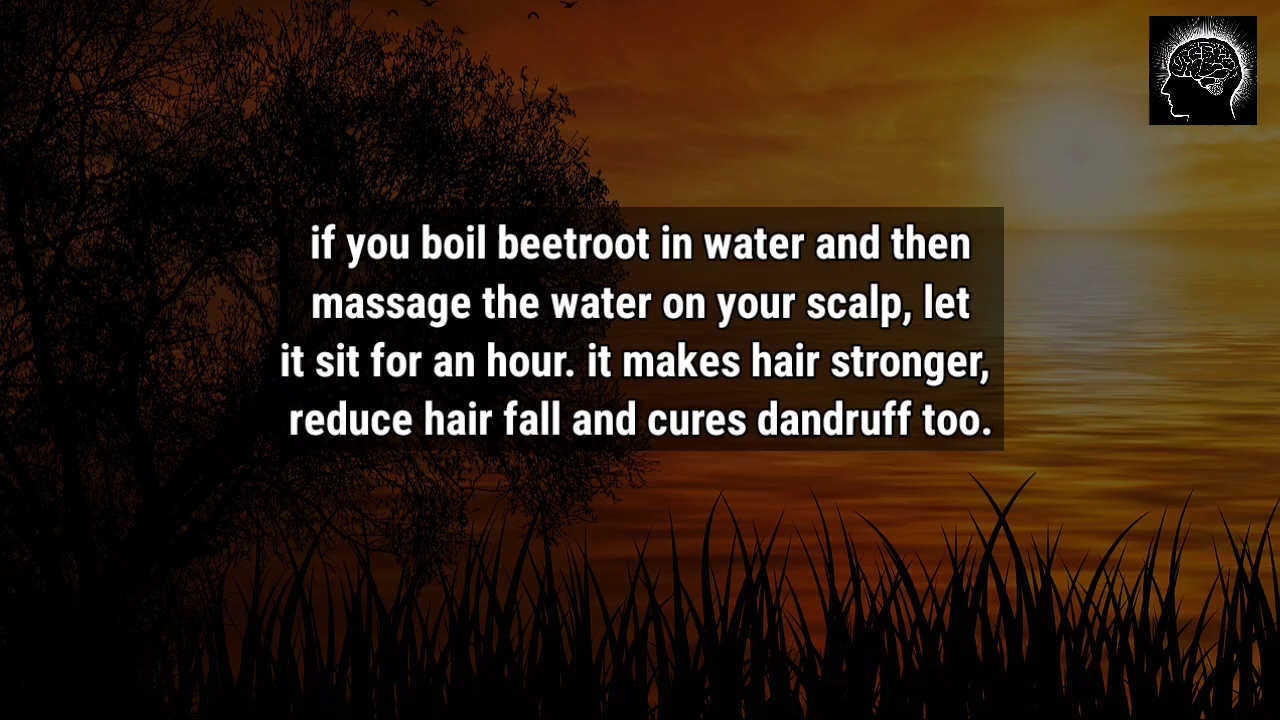 if you boil beetroot in water and then
massage the water on your scalp, let
it sit for an hour. it makes hair stronger,
reduce hair fall and cures dandruff too.